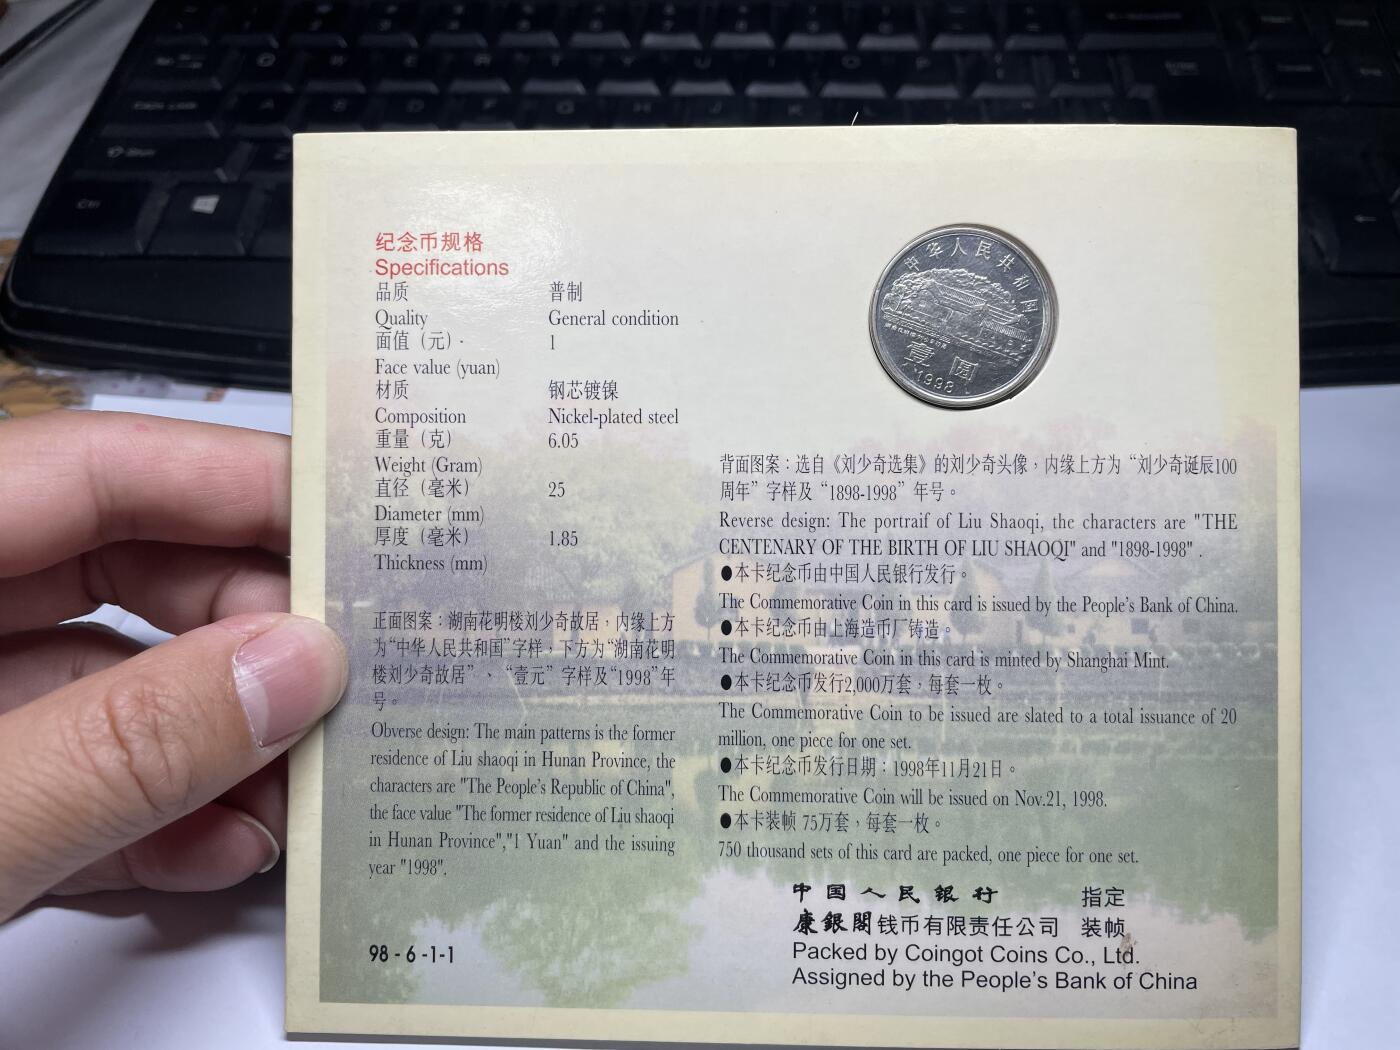 纪念币规格
Specifications
品质 普制
Quality General condition
面值（元） 1
Face value (yuan)
材质 钢芯镀镍
Composition Nickel-plated steel
重量（克） 6.05
Weight (Gram)
直径（毫米） 25
Diameter (mm)
厚度（毫米） 1.85
Thickness (mm)
正面图案：湖南花明楼刘少奇故居，内缘上方
为“中华人民共和国”字样，下方为“湖南花明
楼刘少奇故居”、“壹元”字样及“1998”年
号。
Obverse design: The main patterns is the former
residence of Liu shaoqi in Hunan Province, the
characters are "The People's Republic of China",
the face value "The former residence of Liu shaoqi
in Hunan Province","1 Yuan" and the issuing
year "1998".
98-6-1-1
中华人民共和国
壹圆
1998
背面图案：选自《刘少奇选集》的刘少奇头像，内缘上方为“刘少奇诞辰100
周年”字样及“1898-1998”年号。
Reverse design: The portraif of Liu Shaoqi, the characters are "THE
CENTENARY OF THE BIRTH OF LIU SHAOQI" and "1898-1998" .
●本卡纪念币由中国人民银行发行。
The Commemorative Coin in this card is issued by the People's Bank of China.
●本卡纪念币由上海造币厂铸造。
The Commemorative Coin in this card is minted by Shanghai Mint.
●本卡纪念币发行2,000万套，每套一枚。
The Commemorative Coin to be issued are slated to a total issuance of 20
million, one piece for one set.
●本卡纪念币发行日期：1998年11月21日。
The Commemorative Coin will be issued on Nov.21, 1998.
●本卡装帧 75万套，每套一枚。
750 thousand sets of this card are packed, one piece for one set.
中国人民银行 指定
康銀閣钱币有限责任公司 装帧
Packed by Coingot Coins Co., Ltd.
Assigned by the People's Bank of China